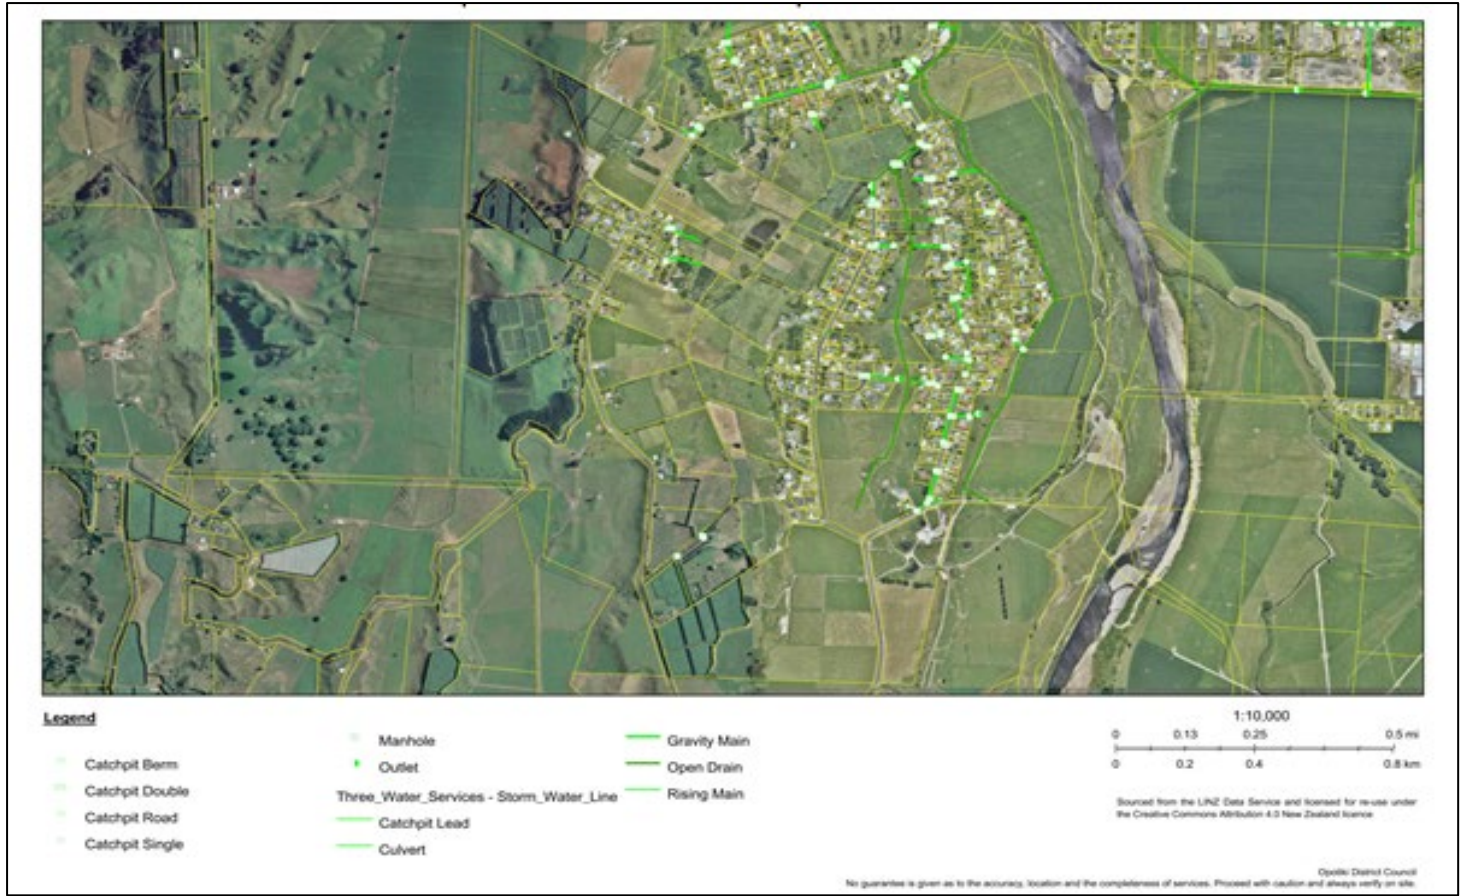 Legend
Catchpit Berm
Catchpit Double
Catchpit Road
Catchpit Single
Manhole
Outlet
Three_Water_Services - Storm_Water_Line
Catchpit Lead
Culvert
Gravity Main
Open Drain
Rising Main
1:10,000
0 0.13 0.25 0.5 mi
0 0.2 0.4 0.8 km
Sourced from the LINZ Data Service and licensed for re-use under
the Creative Commons Attribution 4.0 New Zealand licence
Opotiki District Council
No guarantee is given as to the accuracy, location and the completeness of services. Proceed with caution and always verify on site.